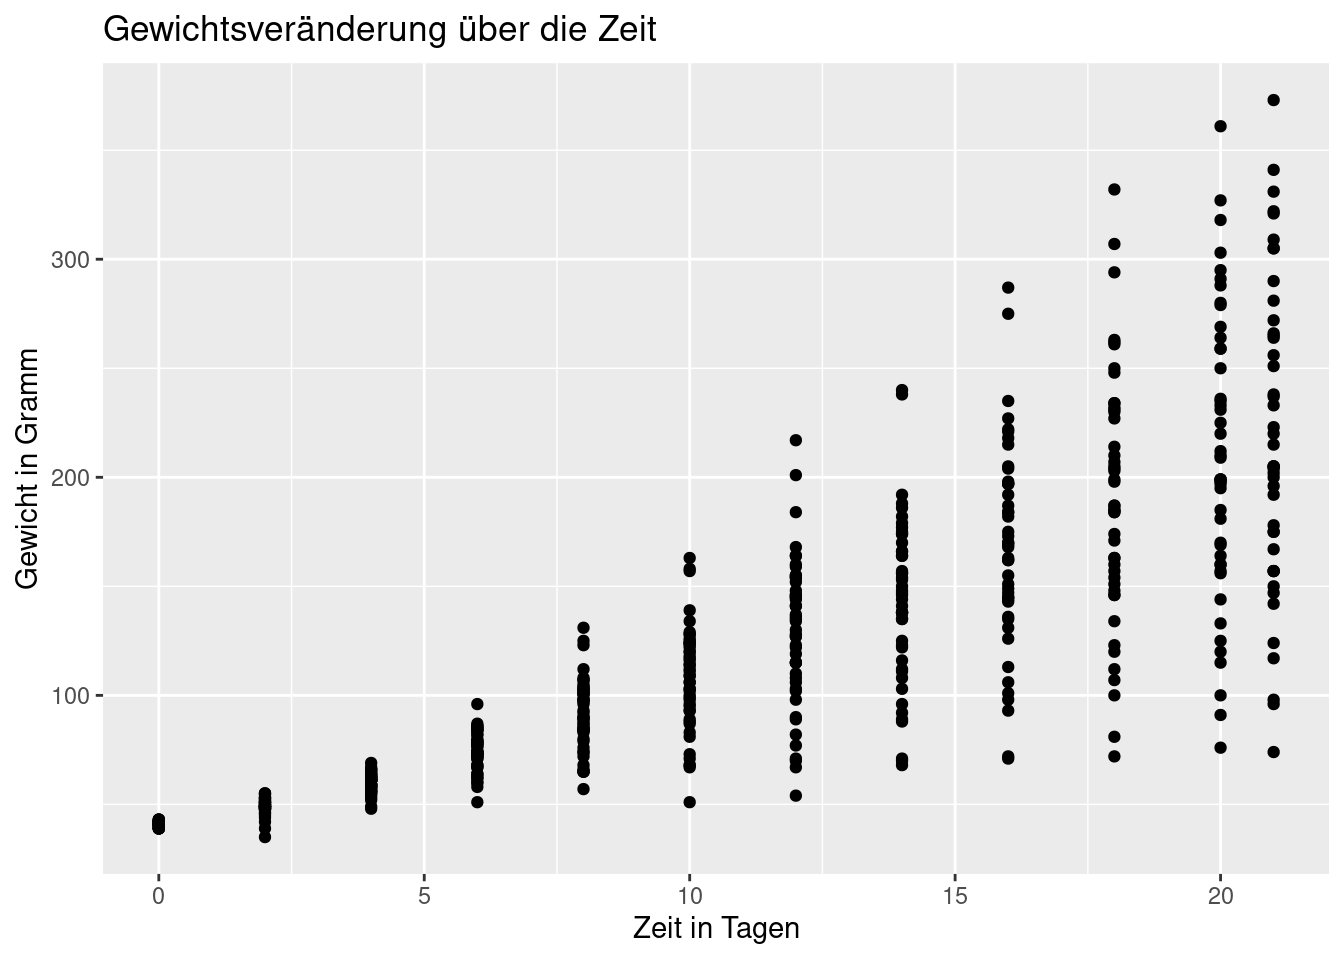 Gewichtsveränderung über die Zeit
Gewicht in Gramm
300
200
100
0 5 10 15 20
Zeit in Tagen